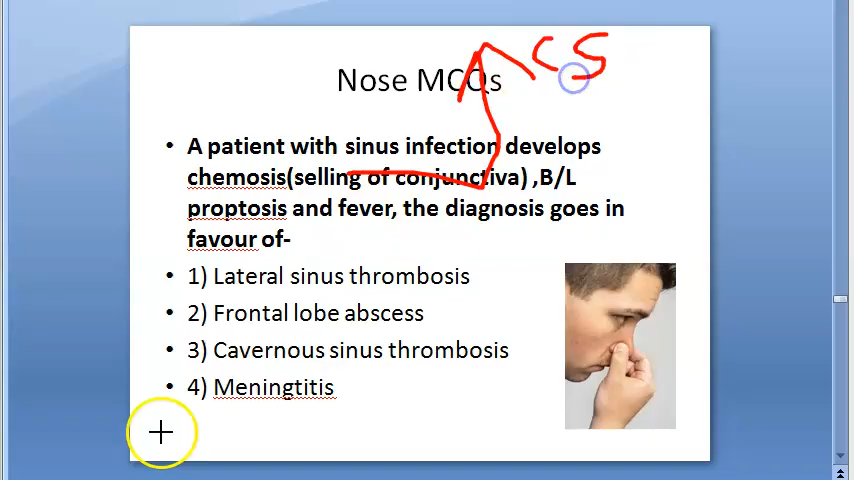 CS
Nose MCQs
• A patient with sinus infection develops
chemosis(selling of conjunctiva) ,B/L
proptosis and fever, the diagnosis goes in
favour of-
• 1) Lateral sinus thrombosis
• 2) Frontal lobe abscess
• 3) Cavernous sinus thrombosis
• 4) Meningtitis